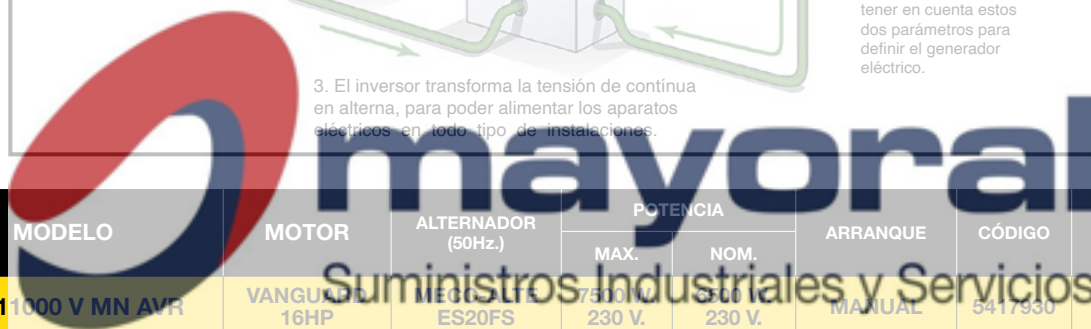 tener en cuenta estos
dos parámetros para
definir el generador
eléctrico.
3. El inversor transforma la tensión de contínua
en alterna, para poder alimentar los aparatos
eléctricos en todo tipo de instalaciones.
mayoral
Suministros Industriales y Servicios
MODELO MOTOR ALTERNADOR (50Hz.) POTENCIA ARRANQUE CÓDIGO
MAX. NOM.
11000 V MN AVR VANGUARD 16HP MECC-ALTE ES20FS 7500 W. 230 V. 6500 W. 230 V. MANUAL 5417930